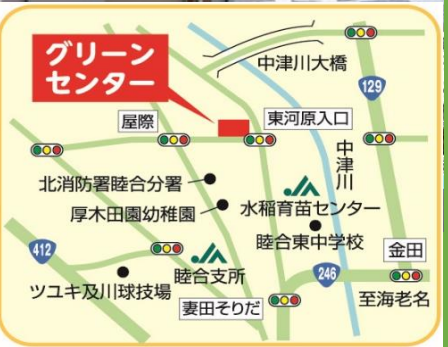 グリーン
センター
中津川大橋
129
屋際
東河原入口
中津川
北消防署睦合分署
厚木田園幼稚園
JA
水稲育苗センター
睦合東中学校
412
JA
睦合支所
246
金田
ツユキ及川球技場
妻田そりだ
至海老名